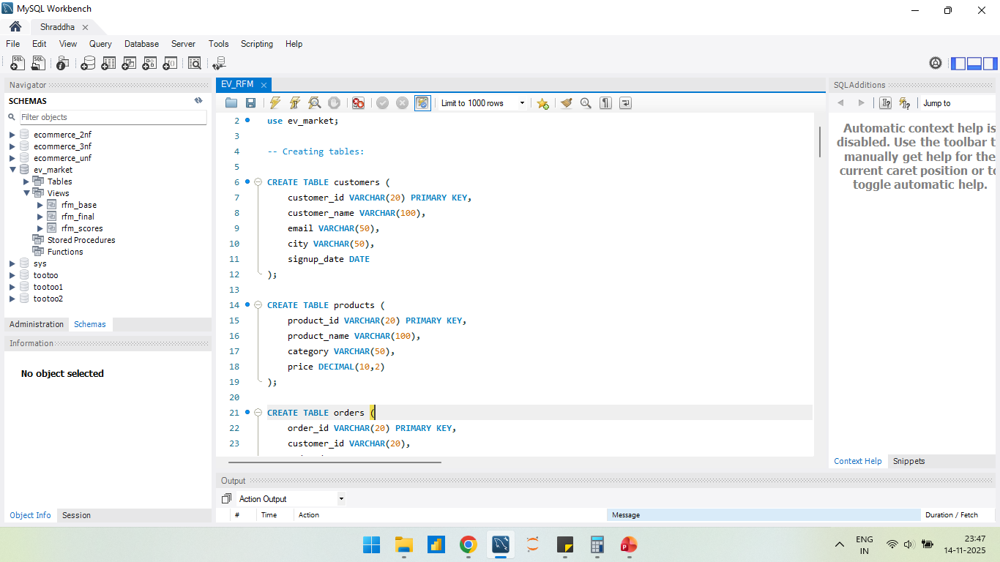 MySQL Workbench
Shraddha
File Edit View Query Database Server Tools Scripting Help
Navigator
SCHEMAS
Filter objects
ecommerce_2nf
ecommerce_3nf
ecommerce_unf
ev_market
Tables
Views
rfm_base
rfm_final
rfm_scores
Stored Procedures
Functions
sys
tootoo
tootoo1
tootoo2
Administration Schemas
Information
No object selected
Object Info Session
EV_RFM
Limit to 1000 rows
2 use ev_market;
3
4 -- Creating tables:
5
6 CREATE TABLE customers (
7 customer_id VARCHAR(20) PRIMARY KEY,
8 customer_name VARCHAR(100),
9 email VARCHAR(50),
10 city VARCHAR(50),
11 signup_date DATE
12 );
13
14 CREATE TABLE products (
15 product_id VARCHAR(20) PRIMARY KEY,
16 product_name VARCHAR(100),
17 category VARCHAR(50),
18 price DECIMAL(10,2)
19 );
20
21 CREATE TABLE orders (
22 order_id VARCHAR(20) PRIMARY KEY,
23 customer_id VARCHAR(20),
SQLAdditions
Jump to
Automatic context help is
disabled. Use the toolbar t
manually get help for the
current caret position or to
toggle automatic help.
Context Help Snippets
Output
Action Output
# Time Action Message Duration / Fetch
ENG
IN
23:47
14-11-2025